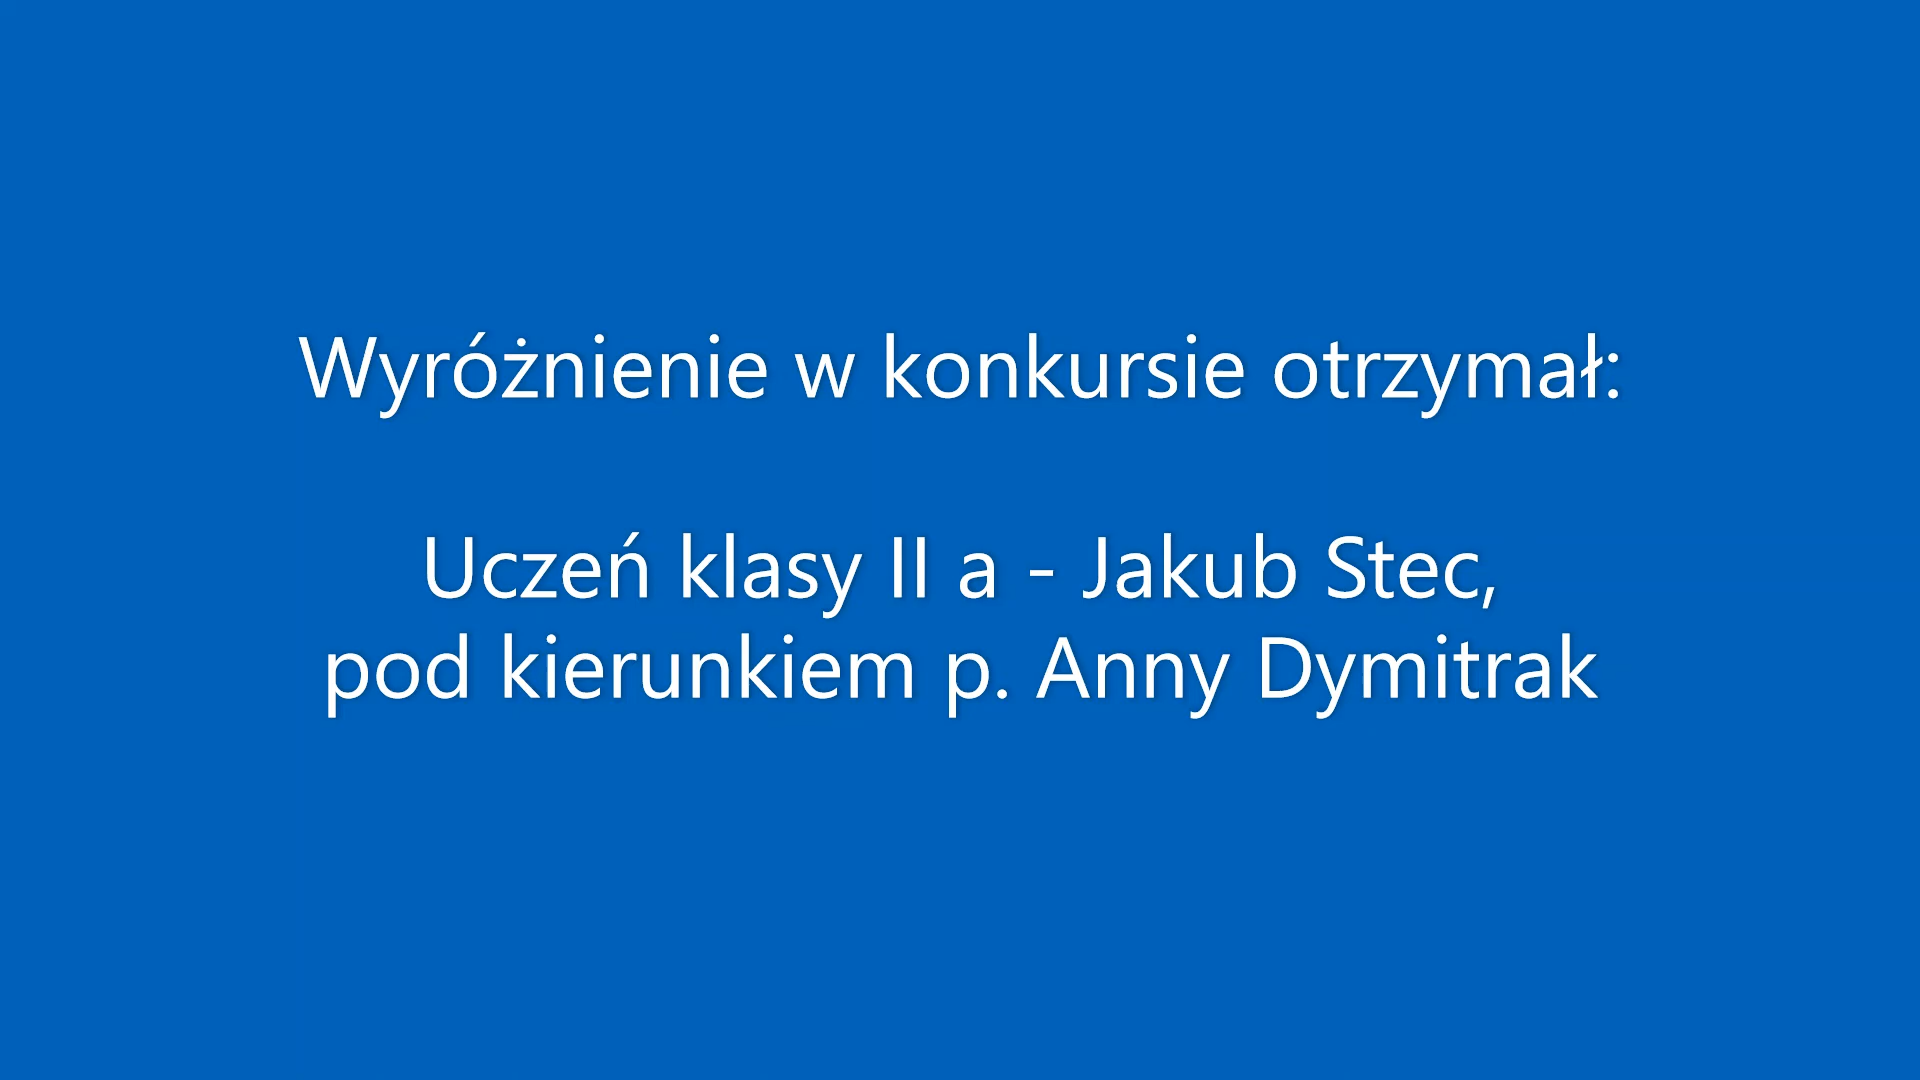 Wyróżnienie w konkursie otrzymał:
Uczeń klasy II a - Jakub Stec,
pod kierunkiem p. Anny Dymitrak